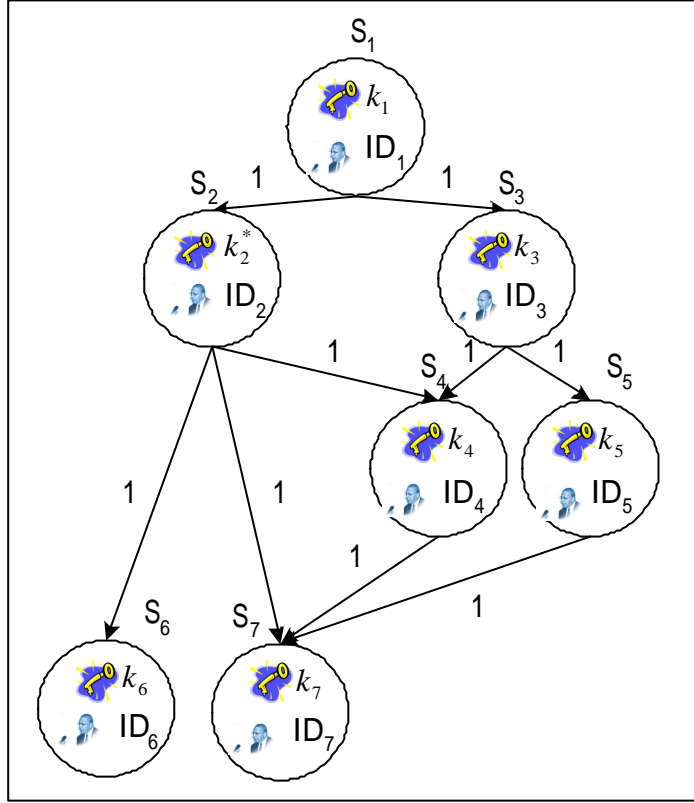 S₁
k₁
ID₁
1 1
S₂ S₃
k₂* k₃
ID₂ ID₃
1 1 1
S₄ S₅
k₄ k₅
ID₄ ID₅
1 1
1 1
S₆ S₇
k₆ k₇
ID₆ ID₇